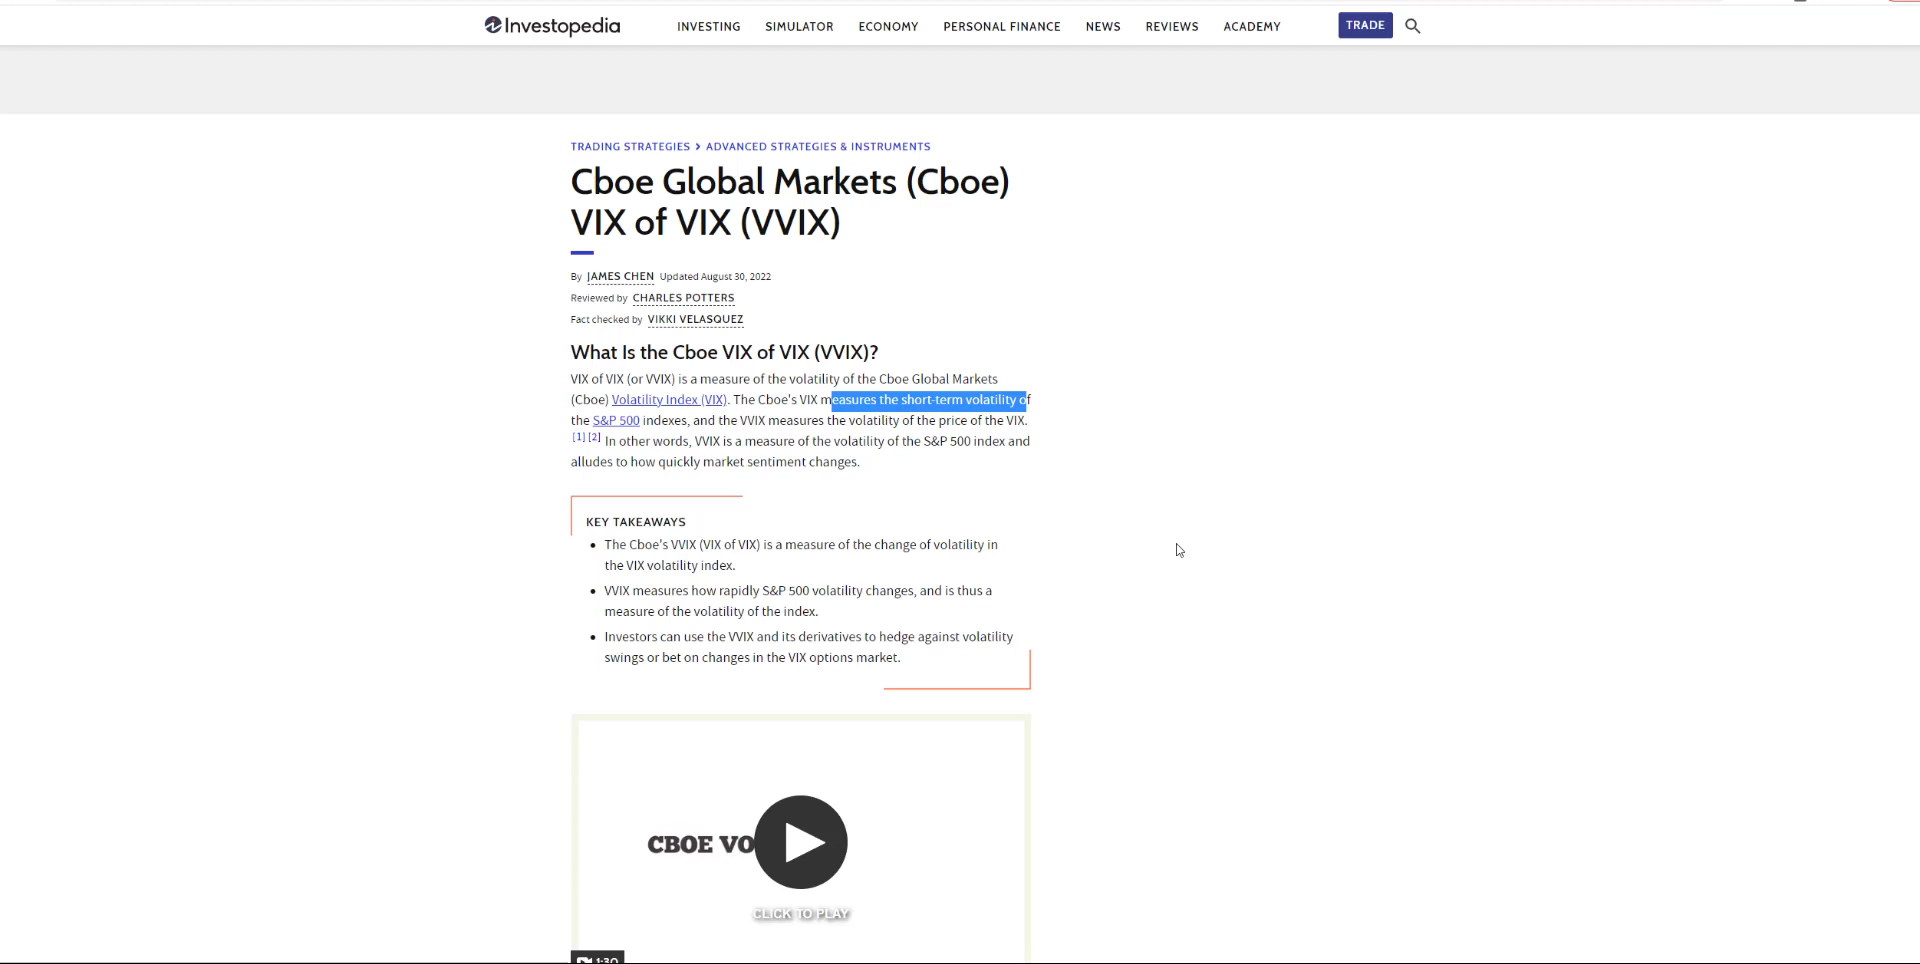 Investopedia INVESTING SIMULATOR ECONOMY PERSONAL FINANCE NEWS REVIEWS ACADEMY TRADE
TRADING STRATEGIES > ADVANCED STRATEGIES & INSTRUMENTS
Cboe Global Markets (Cboe)
VIX of VIX (VVIX)
By JAMES CHEN Updated August 30, 2022
Reviewed by CHARLES POTTERS
Fact checked by VIKKI VELASQUEZ
What Is the Cboe VIX of VIX (VVIX)?
VIX of VIX (or VVIX) is a measure of the volatility of the Cboe Global Markets
(Cboe) Volatility Index (VIX). The Cboe's VIX measures the short-term volatility of
the S&P 500 indexes, and the VVIX measures the volatility of the price of the VIX.
[1] [2] In other words, VVIX is a measure of the volatility of the S&P 500 index and
alludes to how quickly market sentiment changes.
KEY TAKEAWAYS
• The Cboe's VVIX (VIX of VIX) is a measure of the change of volatility in
the VIX volatility index.
• VVIX measures how rapidly S&P 500 volatility changes, and is thus a
measure of the volatility of the index.
• Investors can use the VVIX and its derivatives to hedge against volatility
swings or bet on changes in the VIX options market.
CBOE VO
CLICK TO PLAY
1:30